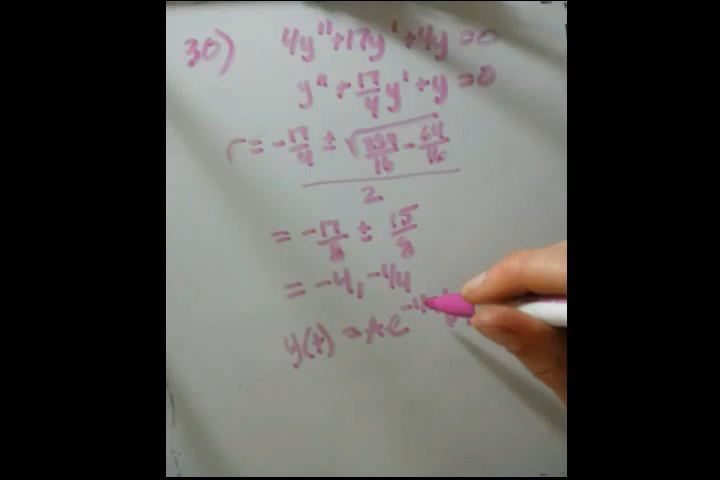 30) 4y" + 17y' + 4y = 0
y" + 17/4 y' + y = 0
r = -17/4 ± √(289/16 - 64/16)
2
= -17/8 ± 15/8
= -4, -1/4
y(t) = Ae